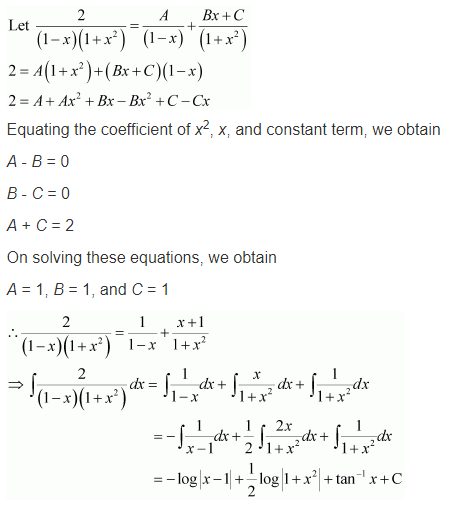 Let 2/((1−x)(1+x²)) = A/(1−x) + (Bx+C)/(1+x²)
2 = A(1+x²)+(Bx+C)(1−x)
2 = A+Ax²+Bx−Bx²+C−Cx
Equating the coefficient of x², x, and constant term, we obtain
A - B = 0
B - C = 0
A + C = 2
On solving these equations, we obtain
A = 1, B = 1, and C = 1
∴ 2/((1−x)(1+x²)) = 1/(1−x) + (x+1)/(1+x²)
⇒ ∫ 2/((1−x)(1+x²)) dx = ∫ 1/(1−x) dx + ∫ x/(1+x²) dx + ∫ 1/(1+x²) dx
= −∫ 1/(x−1) dx + 1/2 ∫ 2x/(1+x²) dx + ∫ 1/(1+x²) dx
= −log|x−1| + 1/2 log|1+x²| + tan⁻¹ x + C